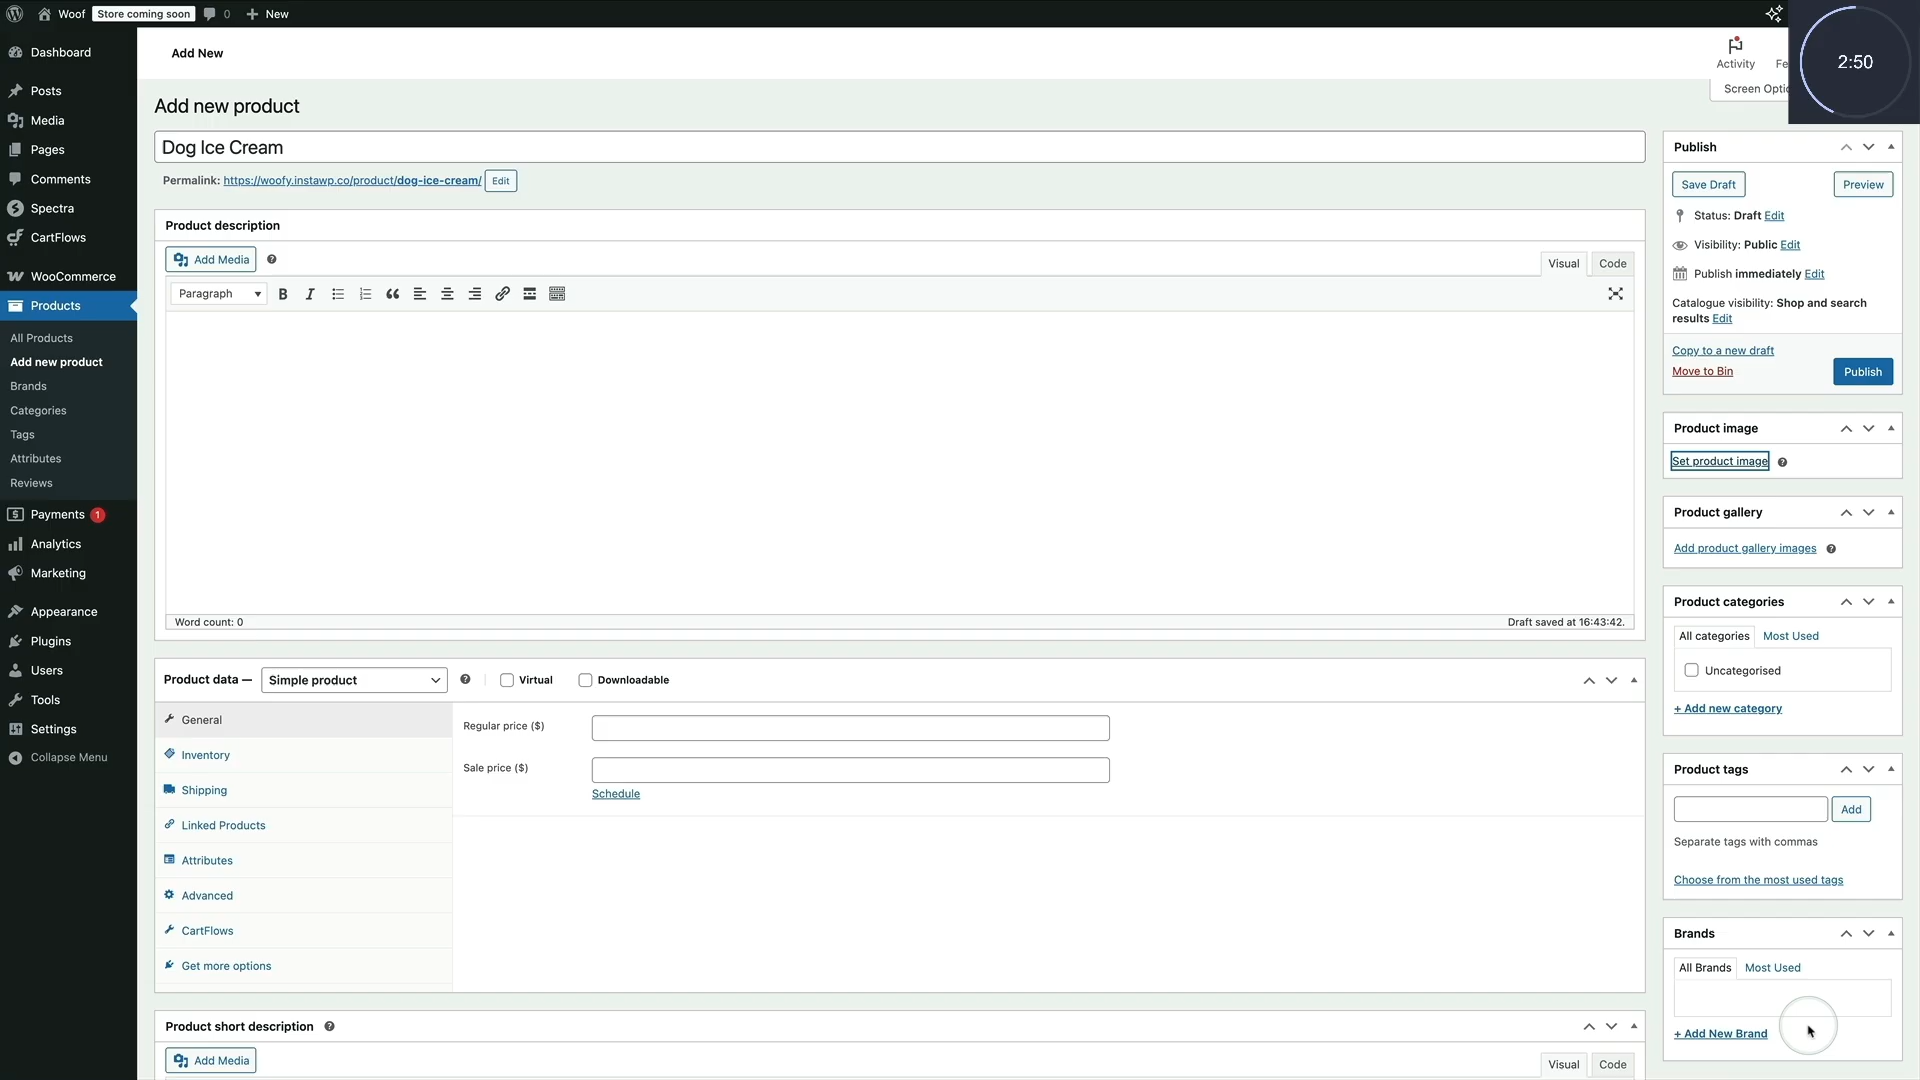 Woof Store coming soon 0 New
2:50
Dashboard
Posts
Media
Pages
Comments
Spectra
CartFlows
WooCommerce
Products
All Products
Add new product
Brands
Categories
Tags
Attributes
Reviews
Payments 1
Analytics
Marketing
Appearance
Plugins
Users
Tools
Settings
Collapse Menu
Add New
Activity
Screen
Add new product
Dog Ice Cream
Permalink: https://woofy.instawp.co/product/dog-ice-cream/ Edit
Product description
Add Media
Visual Code
Paragraph
Word count: 0 Draft saved at 16:43:42.
Product data — Simple product Virtual Downloadable
General
Inventory
Shipping
Linked Products
Attributes
Advanced
CartFlows
Get more options
Regular price ($)
Sale price ($)
Schedule
Product short description
Add Media
Visual Code
Publish
Save Draft Preview
Status: Draft Edit
Visibility: Public Edit
Publish immediately Edit
Catalogue visibility: Shop and search
results Edit
Copy to a new draft
Move to Bin
Publish
Product image
Set product image
Product gallery
Add product gallery images
Product categories
All categories Most Used
Uncategorised
+ Add new category
Product tags
Add
Separate tags with commas
Choose from the most used tags
Brands
All Brands Most Used
+ Add New Brand